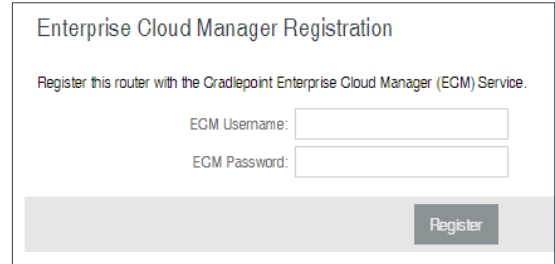 Enterprise Cloud Manager Registration
Register this router with the Cradlepoint Enterprise Cloud Manager (ECM) Service.
ECM Username:
ECM Password:
Register